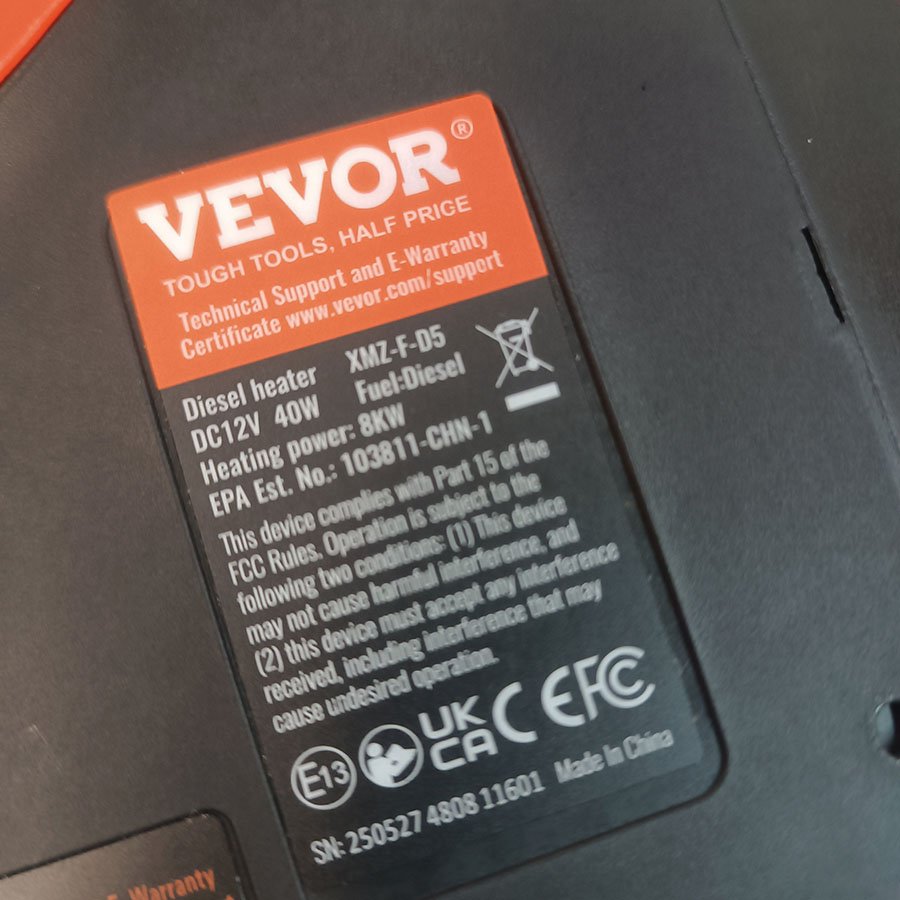 VEVOR®
TOUGH TOOLS, HALF PRICE
Technical Support and E-Warranty
Certificate www.vevor.com/support
Diesel heater XMZ-F-D5
DC12V 40W Fuel:Diesel
Heating power: 8KW
EPA Est. No.: 103811-CHN-1
This device complies with Part 15 of the
FCC Rules. Operation is subject to the
following two conditions: (1) This device
may not cause harmful interference, and
(2) this device must accept any interference
received, including interference that may
cause undesired operation.
E13 UK CA CE FC
SN: 250527 4808 11601 Made In China
E-Warranty